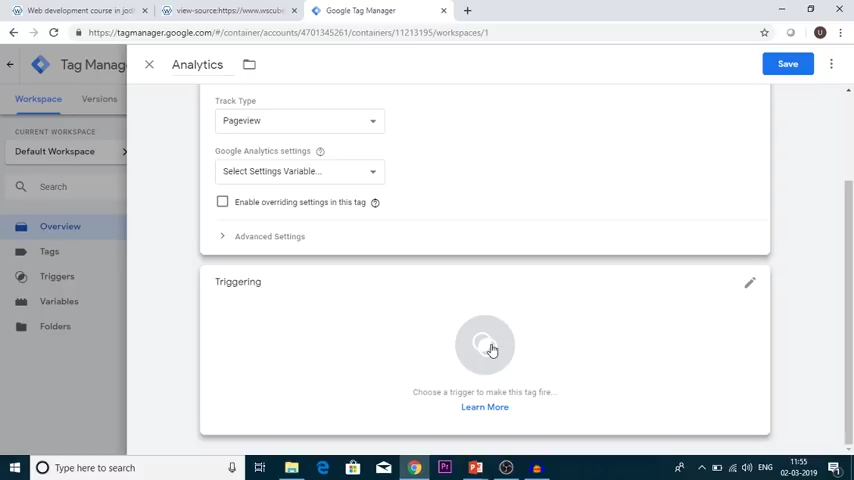 Web development course in jodh
view-source:https://www.wscube
Google Tag Manager
https://tagmanager.google.com/#/container/accounts/4701345261/containers/11213195/workspaces/1
Tag Mana
Analytics
Save
Workspace
Versions
CURRENT WORKSPACE
Default Workspace
Search
Overview
Tags
Triggers
Variables
Folders
Track Type
Pageview
Google Analytics settings
Select Settings Variable...
Enable overriding settings in this tag
Advanced Settings
Triggering
Choose a trigger to make this tag fire...
Learn More
Type here to search
ENG
11:55
02-03-2019